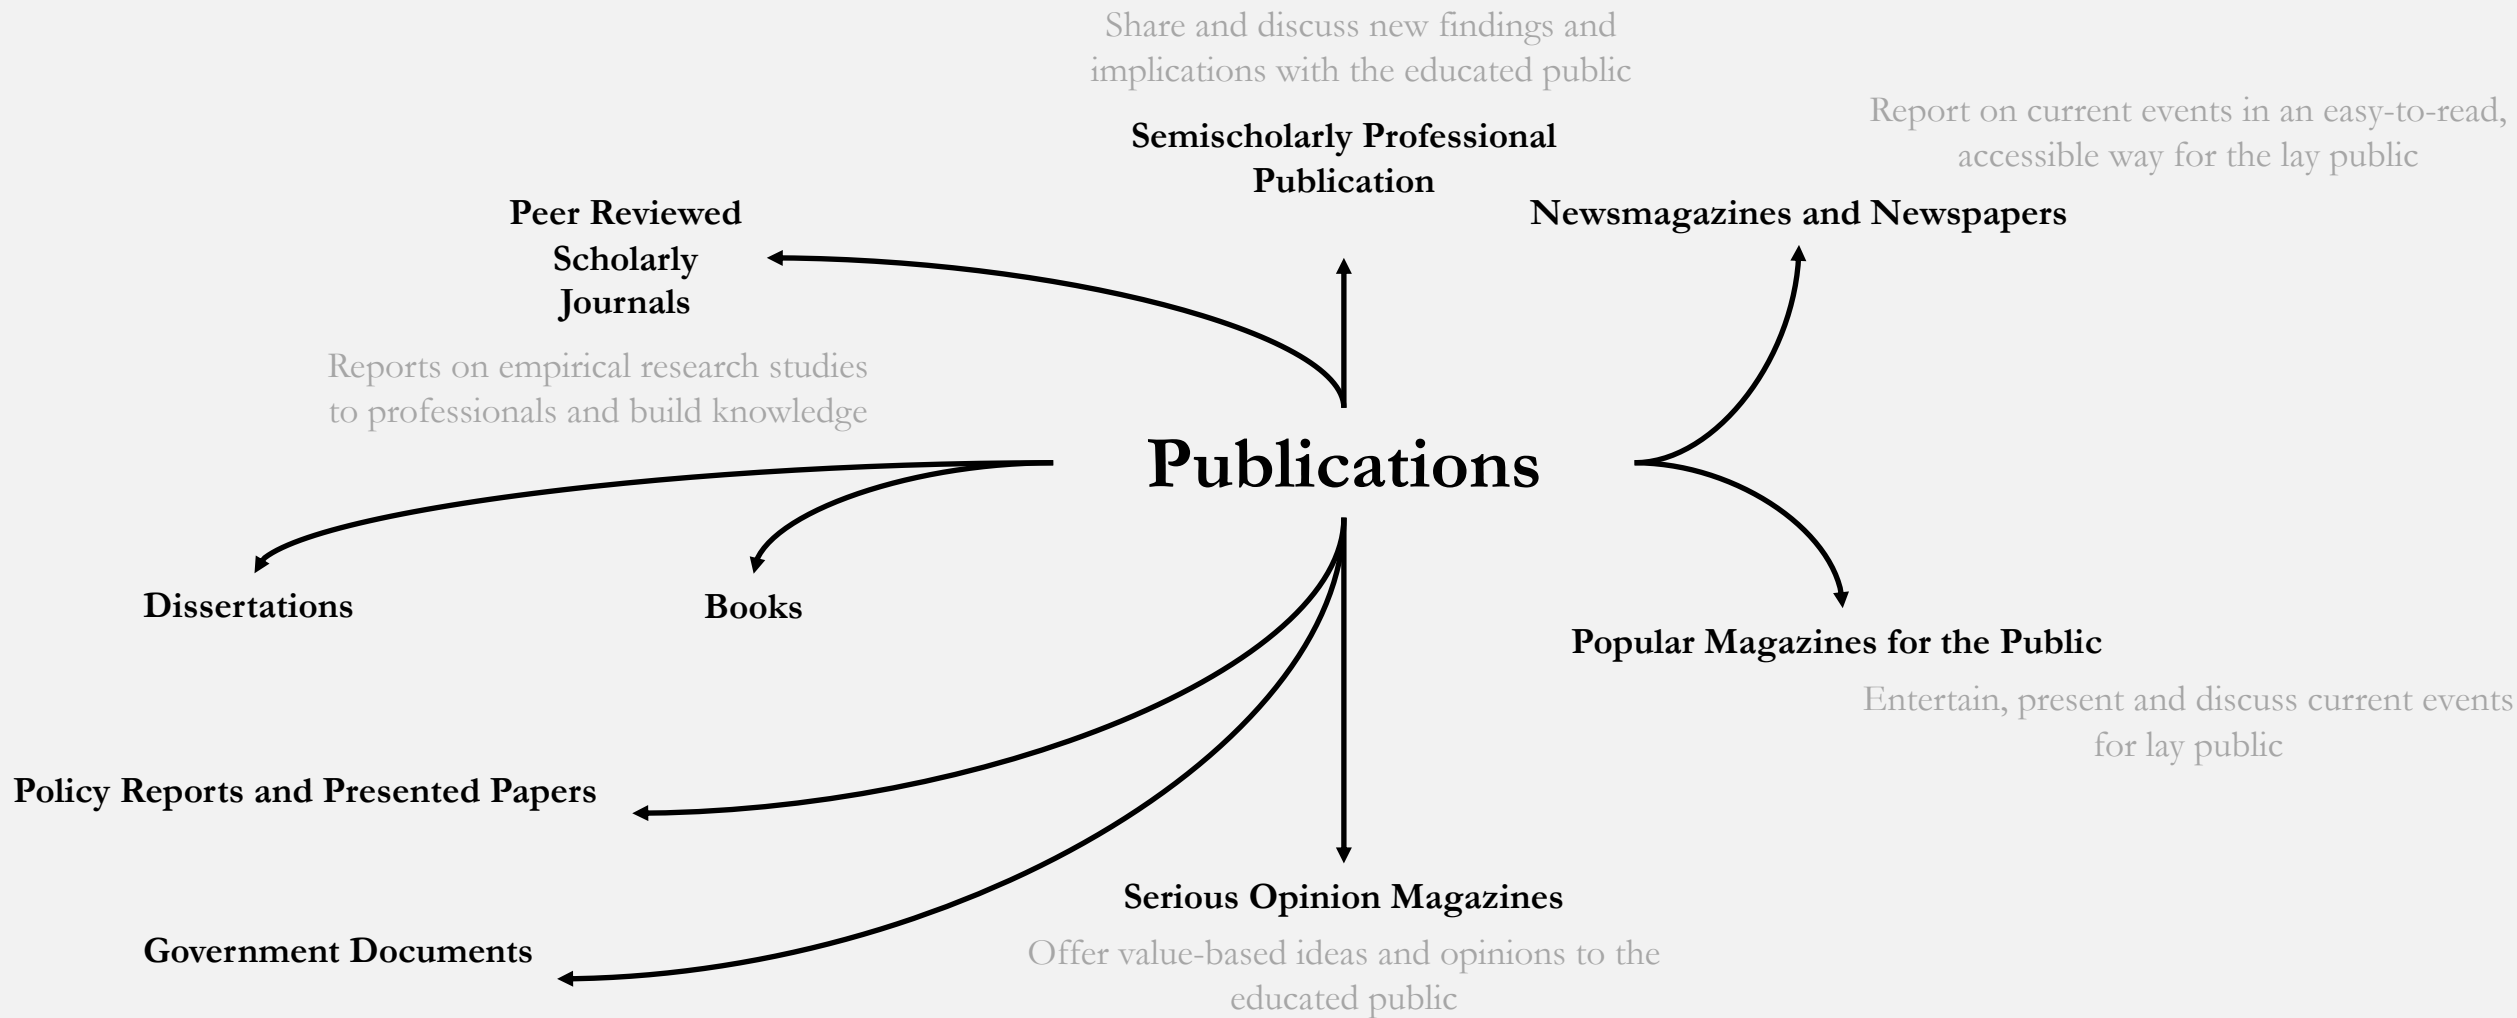 Share and discuss new findings and
implications with the educated public
Semischolarly Professional
Publication
Report on current events in an easy-to-read,
accessible way for the lay public
Newsmagazines and Newspapers
Peer Reviewed
Scholarly
Journals
Reports on empirical research studies
to professionals and build knowledge
Publications
Dissertations
Books
Popular Magazines for the Public
Entertain, present and discuss current events
for lay public
Policy Reports and Presented Papers
Serious Opinion Magazines
Offer value-based ideas and opinions to the
educated public
Government Documents